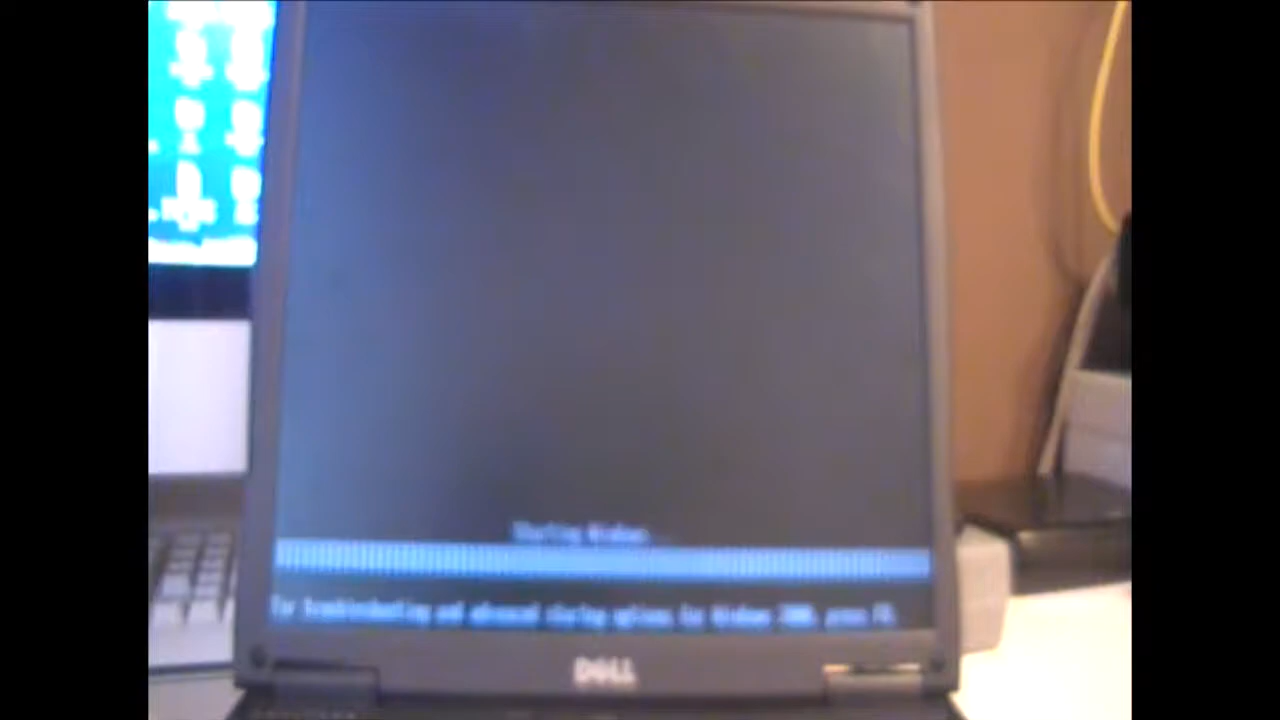 Starting Windows...
For troubleshooting and advanced startup options for Windows 2000, press F8.
DELL